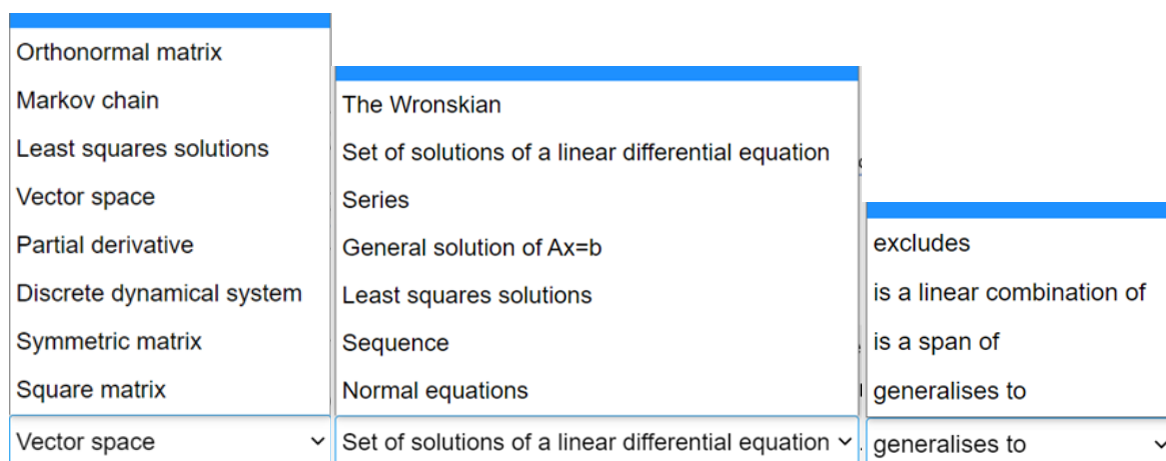 Orthonormal matrix
Markov chain
Least squares solutions
Vector space
Partial derivative
Discrete dynamical system
Symmetric matrix
Square matrix
Vector space
The Wronskian
Set of solutions of a linear differential equation
Series
General solution of Ax=b
Least squares solutions
Sequence
Normal equations
Set of solutions of a linear differential equation
excludes
is a linear combination of
is a span of
generalises to
generalises to